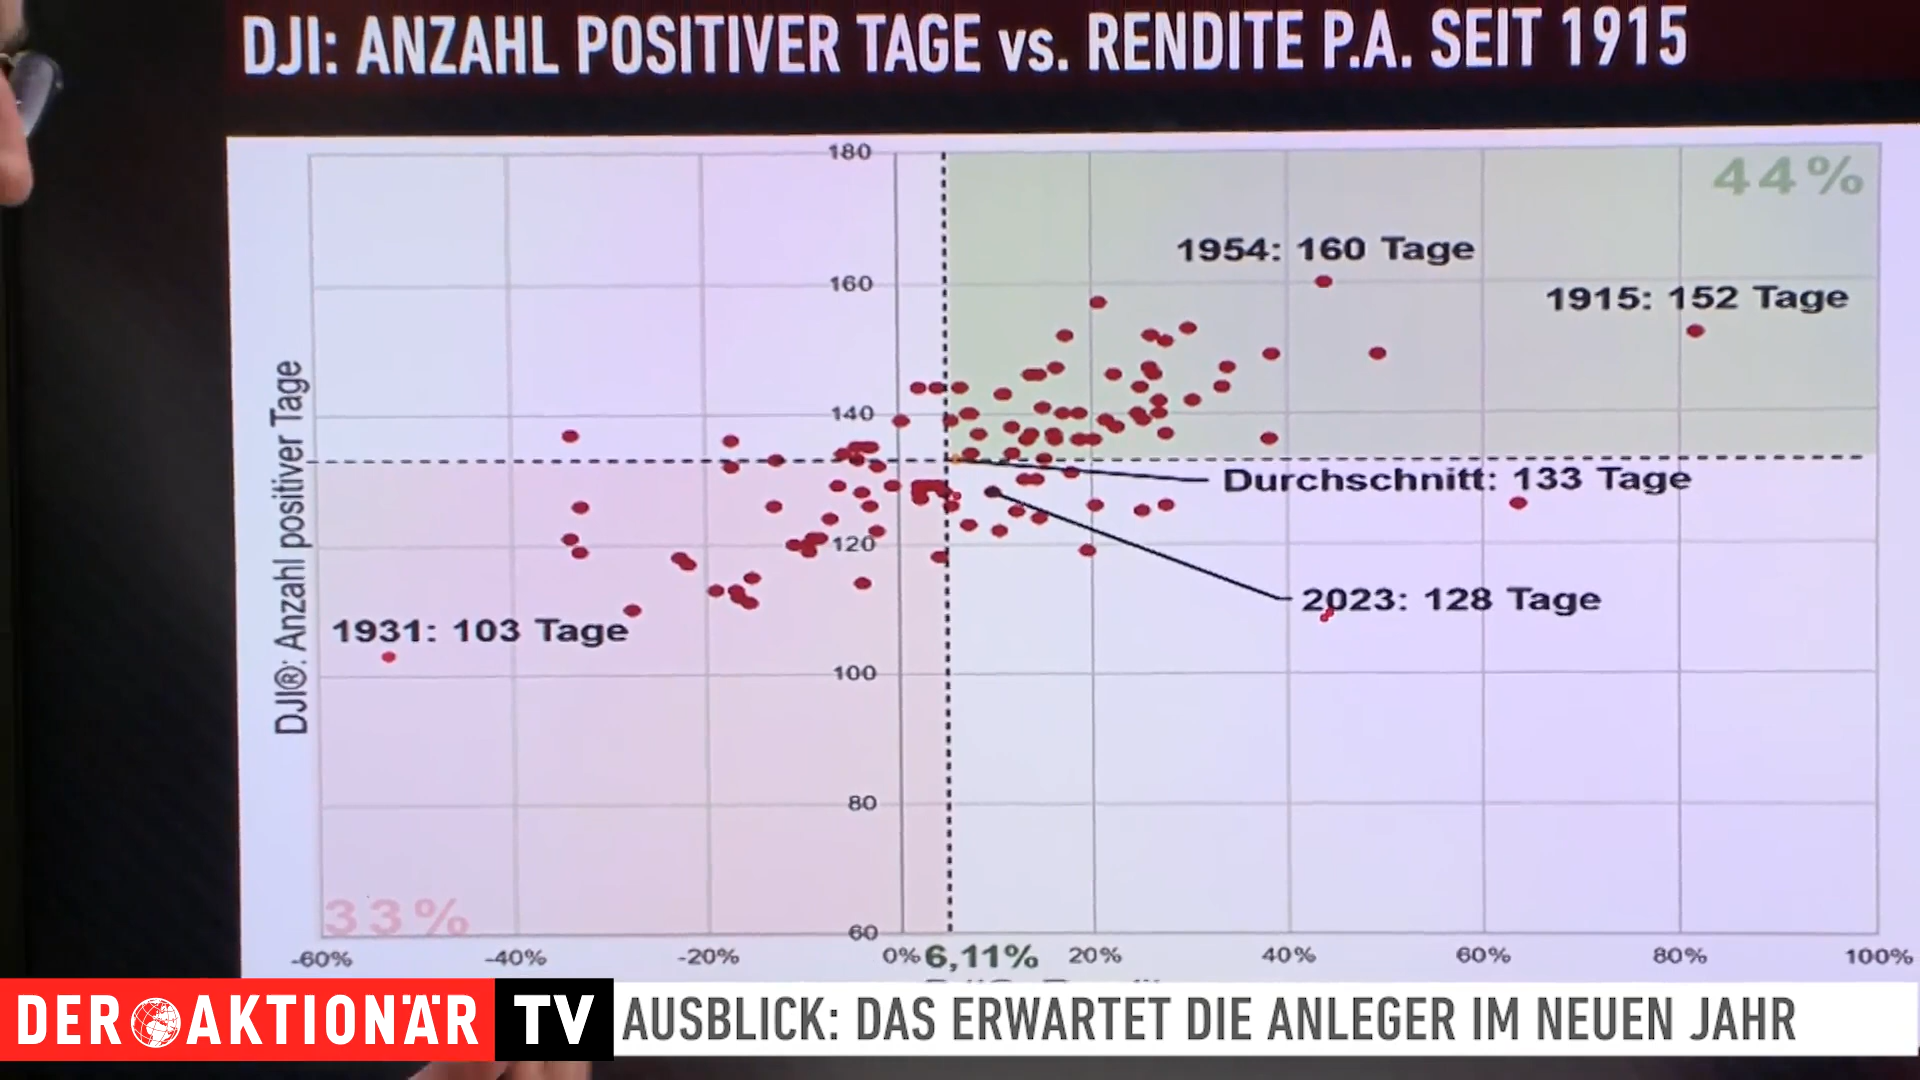 DJI: ANZAHL POSITIVER TAGE vs. RENDITE P.A. SEIT 1915
180
44%
1954: 160 Tage
160
1915: 152 Tage
DJI®: Anzahl positiver Tage
140
Durchschnitt: 133 Tage
120
2023: 128 Tage
1931: 103 Tage
100
80
33%
60
-60%
-40%
-20%
0%
6,11%
20%
40%
60%
80%
100%
DER AKTIONÄR TV
AUSBLICK: DAS ERWARTET DIE ANLEGER IM NEUEN JAHR